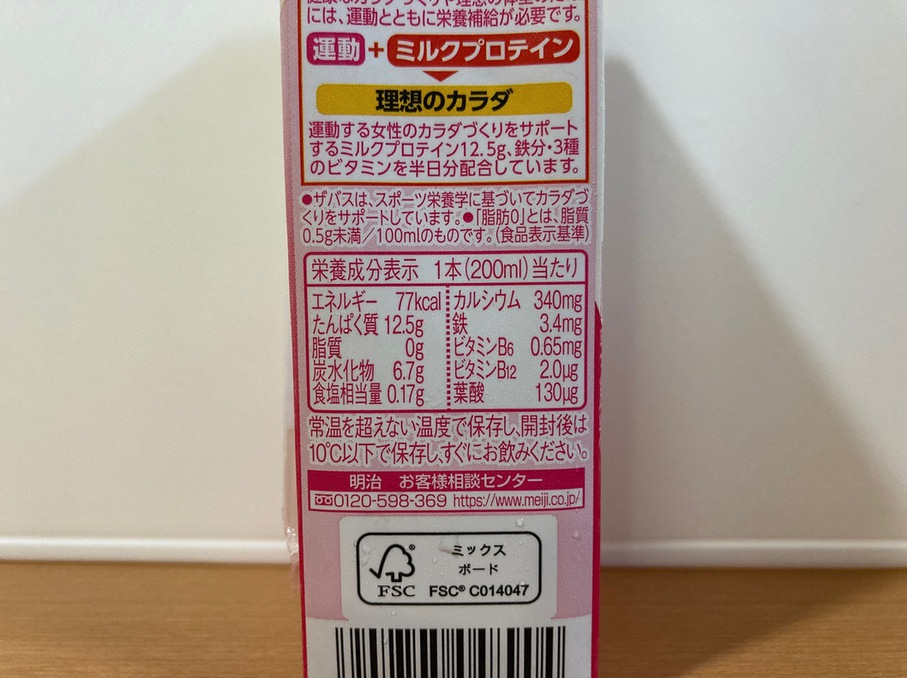 には、運動とともに栄養補給が必要です。
運動+ミルクプロテイン
理想のカラダ
運動する女性のカラダづくりをサポート
するミルクプロテイン12.5g、鉄分・3種
のビタミンを半日分配合しています。
●ザバスは、スポーツ栄養学に基づいてカラダづ
くりをサポートしています。●「脂肪0」とは、脂質
0.5g未満／100mlのものです。(食品表示基準)
栄養成分表示 1本(200ml)当たり
エネルギー 77kcal
たんぱく質 12.5g
脂質 0g
炭水化物 6.7g
食塩相当量 0.17g
カルシウム 340mg
鉄 3.4mg
ビタミンB6 0.65mg
ビタミンB12 2.0μg
葉酸 130μg
常温を超えない温度で保存し、開封後は
10℃以下で保存し、すぐにお飲みください。
明治 お客様相談センター
0120-598-369 https://www.meiji.co.jp/
ミックス
ボード
FSC
FSC® C014047